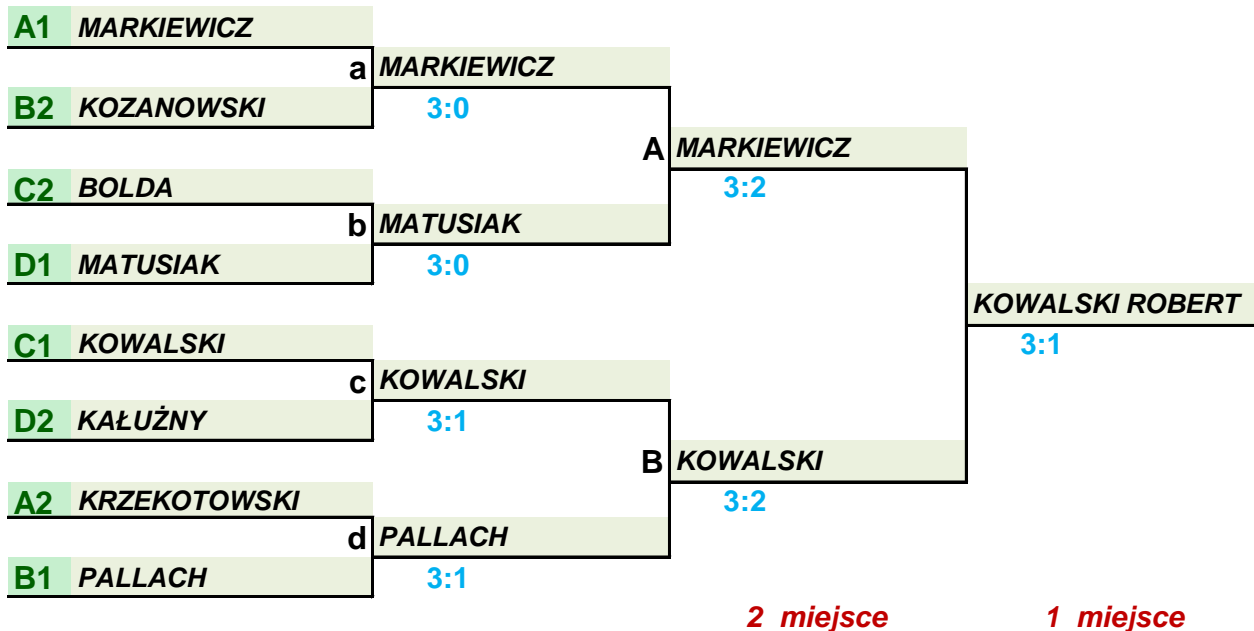 A1 MARKIEWICZ
a MARKIEWICZ
B2 KOZANOWSKI 3:0
A MARKIEWICZ
C2 BOLDA 3:2
b MATUSIAK
D1 MATUSIAK 3:0
KOWALSKI ROBERT
C1 KOWALSKI 3:1
c KOWALSKI
D2 KAŁUŻNY 3:1
B KOWALSKI
A2 KRZEKOTOWSKI 3:2
d PALLACH
B1 PALLACH 3:1
2 miejsce 1 miejsce